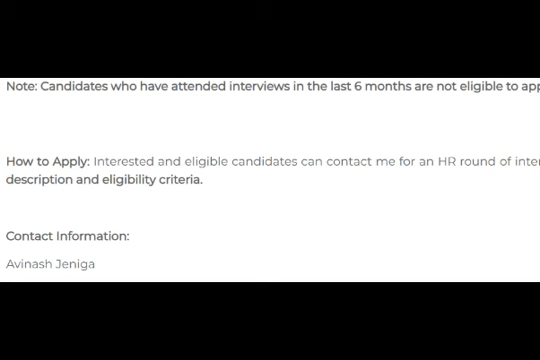 Note: Candidates who have attended interviews in the last 6 months are not eligible to
How to Apply: Interested and eligible candidates can contact me for an HR round of
description and eligibility criteria.
Contact Information:
Avinash Jeniga